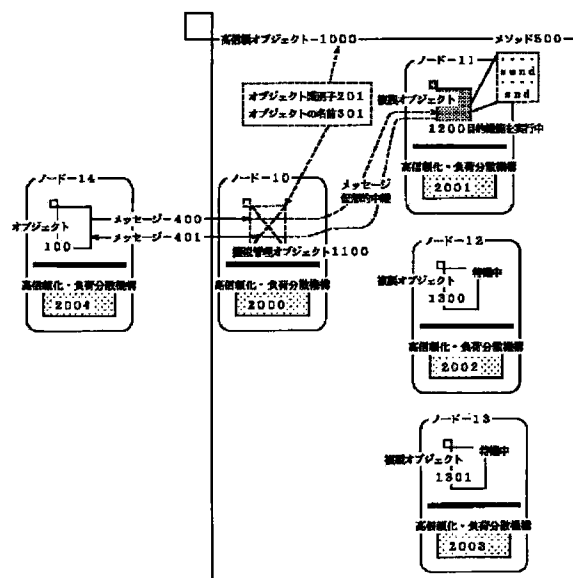 高信頼オブジェクト-1000
メソッド500
オブジェクト識別子201
オブジェクトの名前301
ノード-11
send
end
複製オブジェクト
1200目的機能を実行中
高信頼化・負荷分散機構
2001
ノード-14
オブジェクト
100
高信頼化・負荷分散機構
2004
メッセージ-400
メッセージ-401
ノード-10
複製管理オブジェクト1100
高信頼化・負荷分散機構
2000
メッセージ
ノード-12
待機中
複製オブジェクト
1300
高信頼化・負荷分散機構
2002
ノード-13
待機中
複製オブジェクト
1301
高信頼化・負荷分散機構
2003